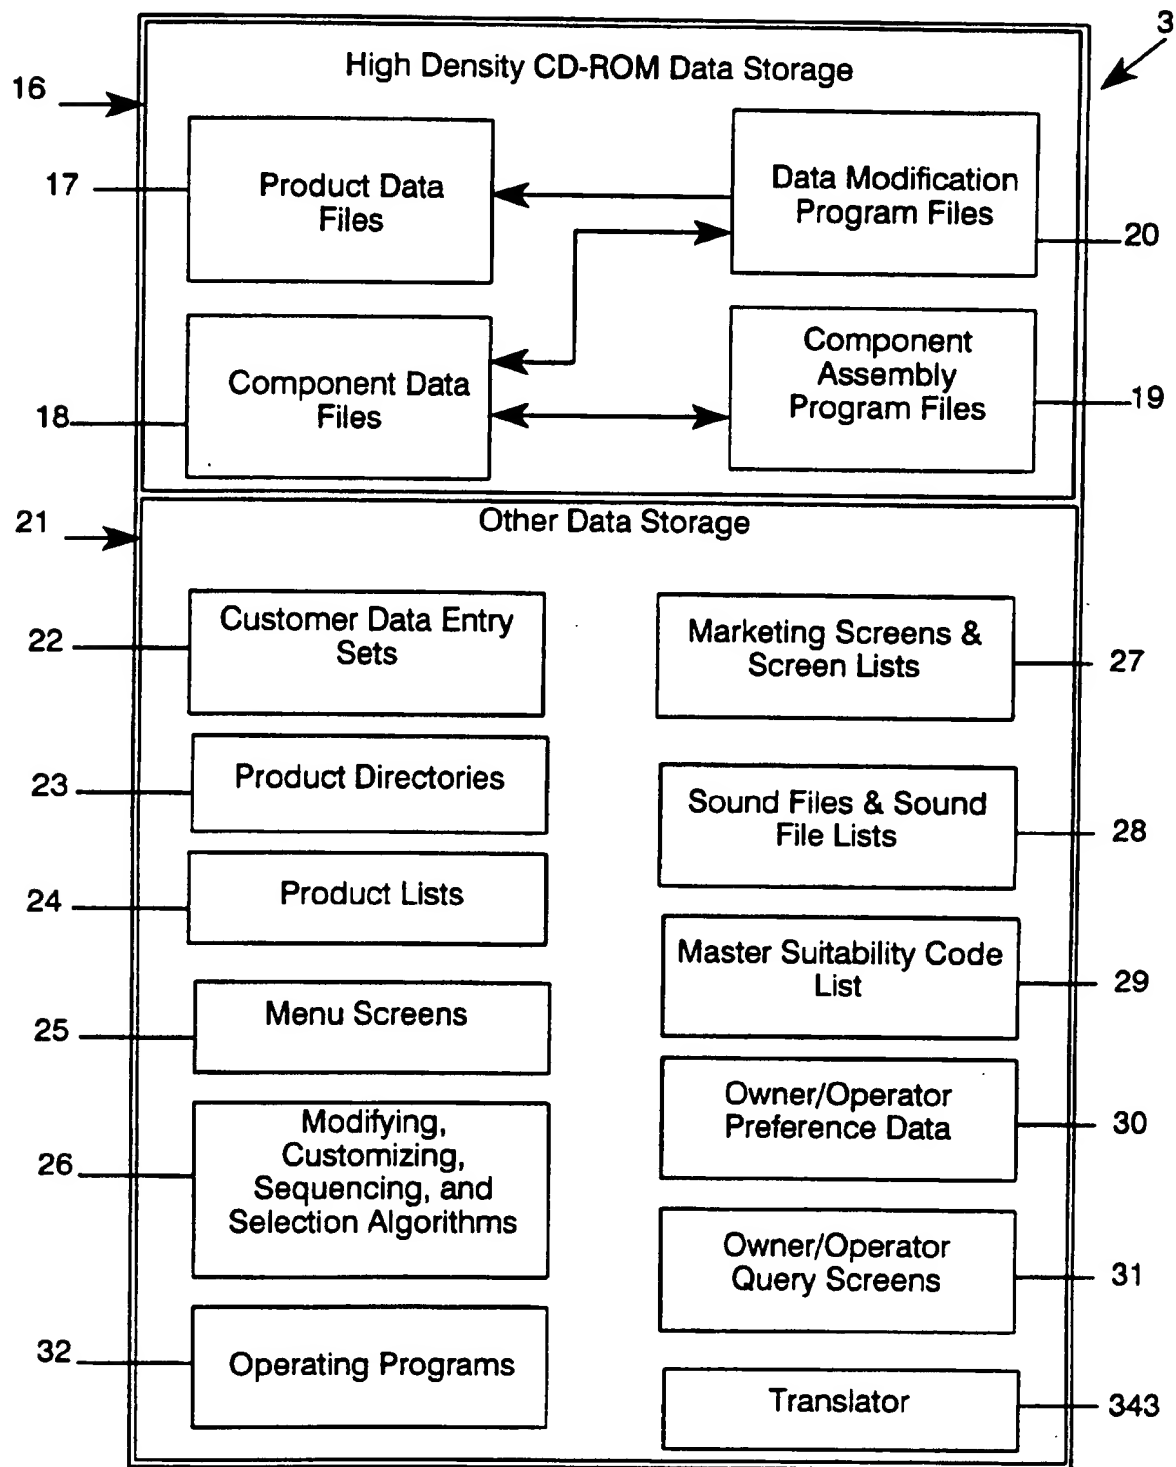 3
High Density CD-ROM Data Storage
16
17
Product Data
Files
Data Modification
Program Files
20
18
Component Data
Files
Component
Assembly
Program Files
19
21
Other Data Storage
22
Customer Data Entry
Sets
Marketing Screens &
Screen Lists
27
23
Product Directories
Sound Files & Sound
File Lists
28
24
Product Lists
Master Suitability Code
List
29
25
Menu Screens
Owner/Operator
Preference Data
30
26
Modifying,
Customizing,
Sequencing, and
Selection Algorithms
Owner/Operator
Query Screens
31
32
Operating Programs
Translator
343